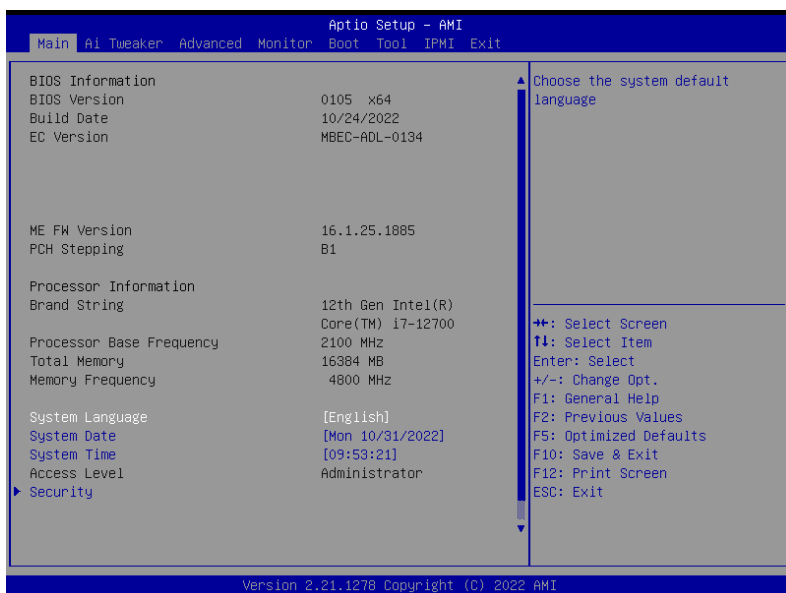 Aptio Setup - AMI
Main Ai Tweaker Advanced Monitor Boot Tool IPMI Exit
BIOS Information
BIOS Version 0105 x64
Build Date 10/24/2022
EC Version MBEC-ADL-0134
ME FW Version 16.1.25.1885
PCH Stepping B1
Processor Information
Brand String 12th Gen Intel(R)
Core(TM) i7-12700
Processor Base Frequency 2100 MHz
Total Memory 16384 MB
Memory Frequency 4800 MHz
System Language [English]
System Date [Mon 10/31/2022]
System Time [09:53:21]
Access Level Administrator
Security
Choose the system default
language
→←: Select Screen
↑↓: Select Item
Enter: Select
+/-: Change Opt.
F1: General Help
F2: Previous Values
F5: Optimized Defaults
F10: Save & Exit
F12: Print Screen
ESC: Exit
Version 2.21.1278 Copyright (C) 2022 AMI